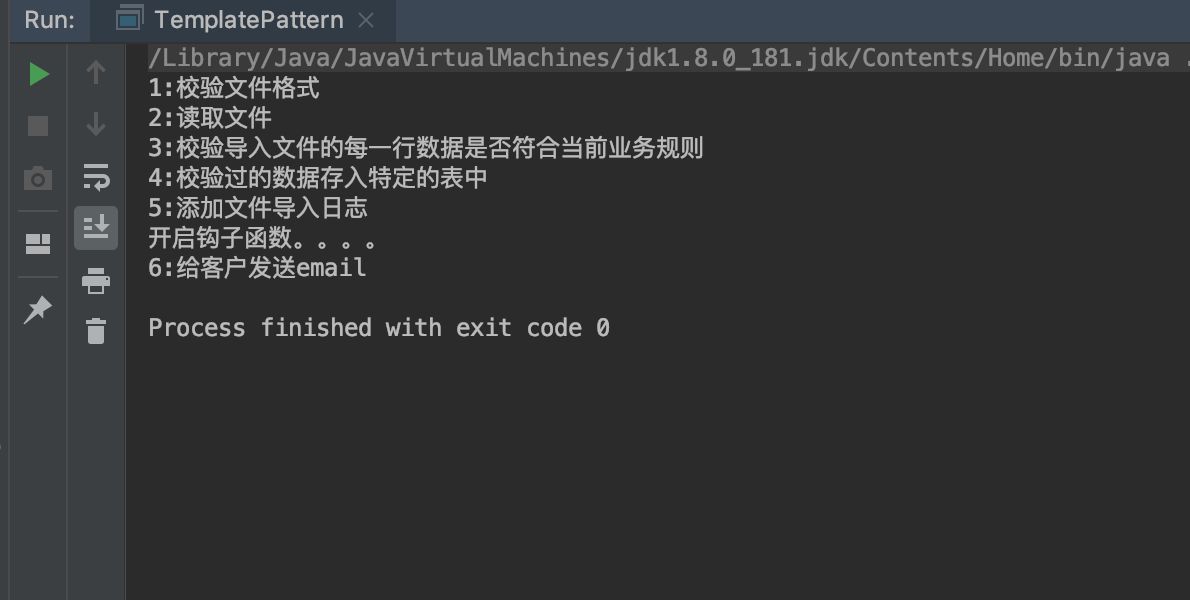 Run: TemplatePattern
/Library/Java/JavaVirtualMachines/jdk1.8.0_181.jdk/Contents/Home/bin/java .
1:校验文件格式
2:读取文件
3:校验导入文件的每一行数据是否符合当前业务规则
4:校验过的数据存入特定的表中
5:添加文件导入日志
开启钩子函数。。。。
6:给客户发送email
Process finished with exit code 0